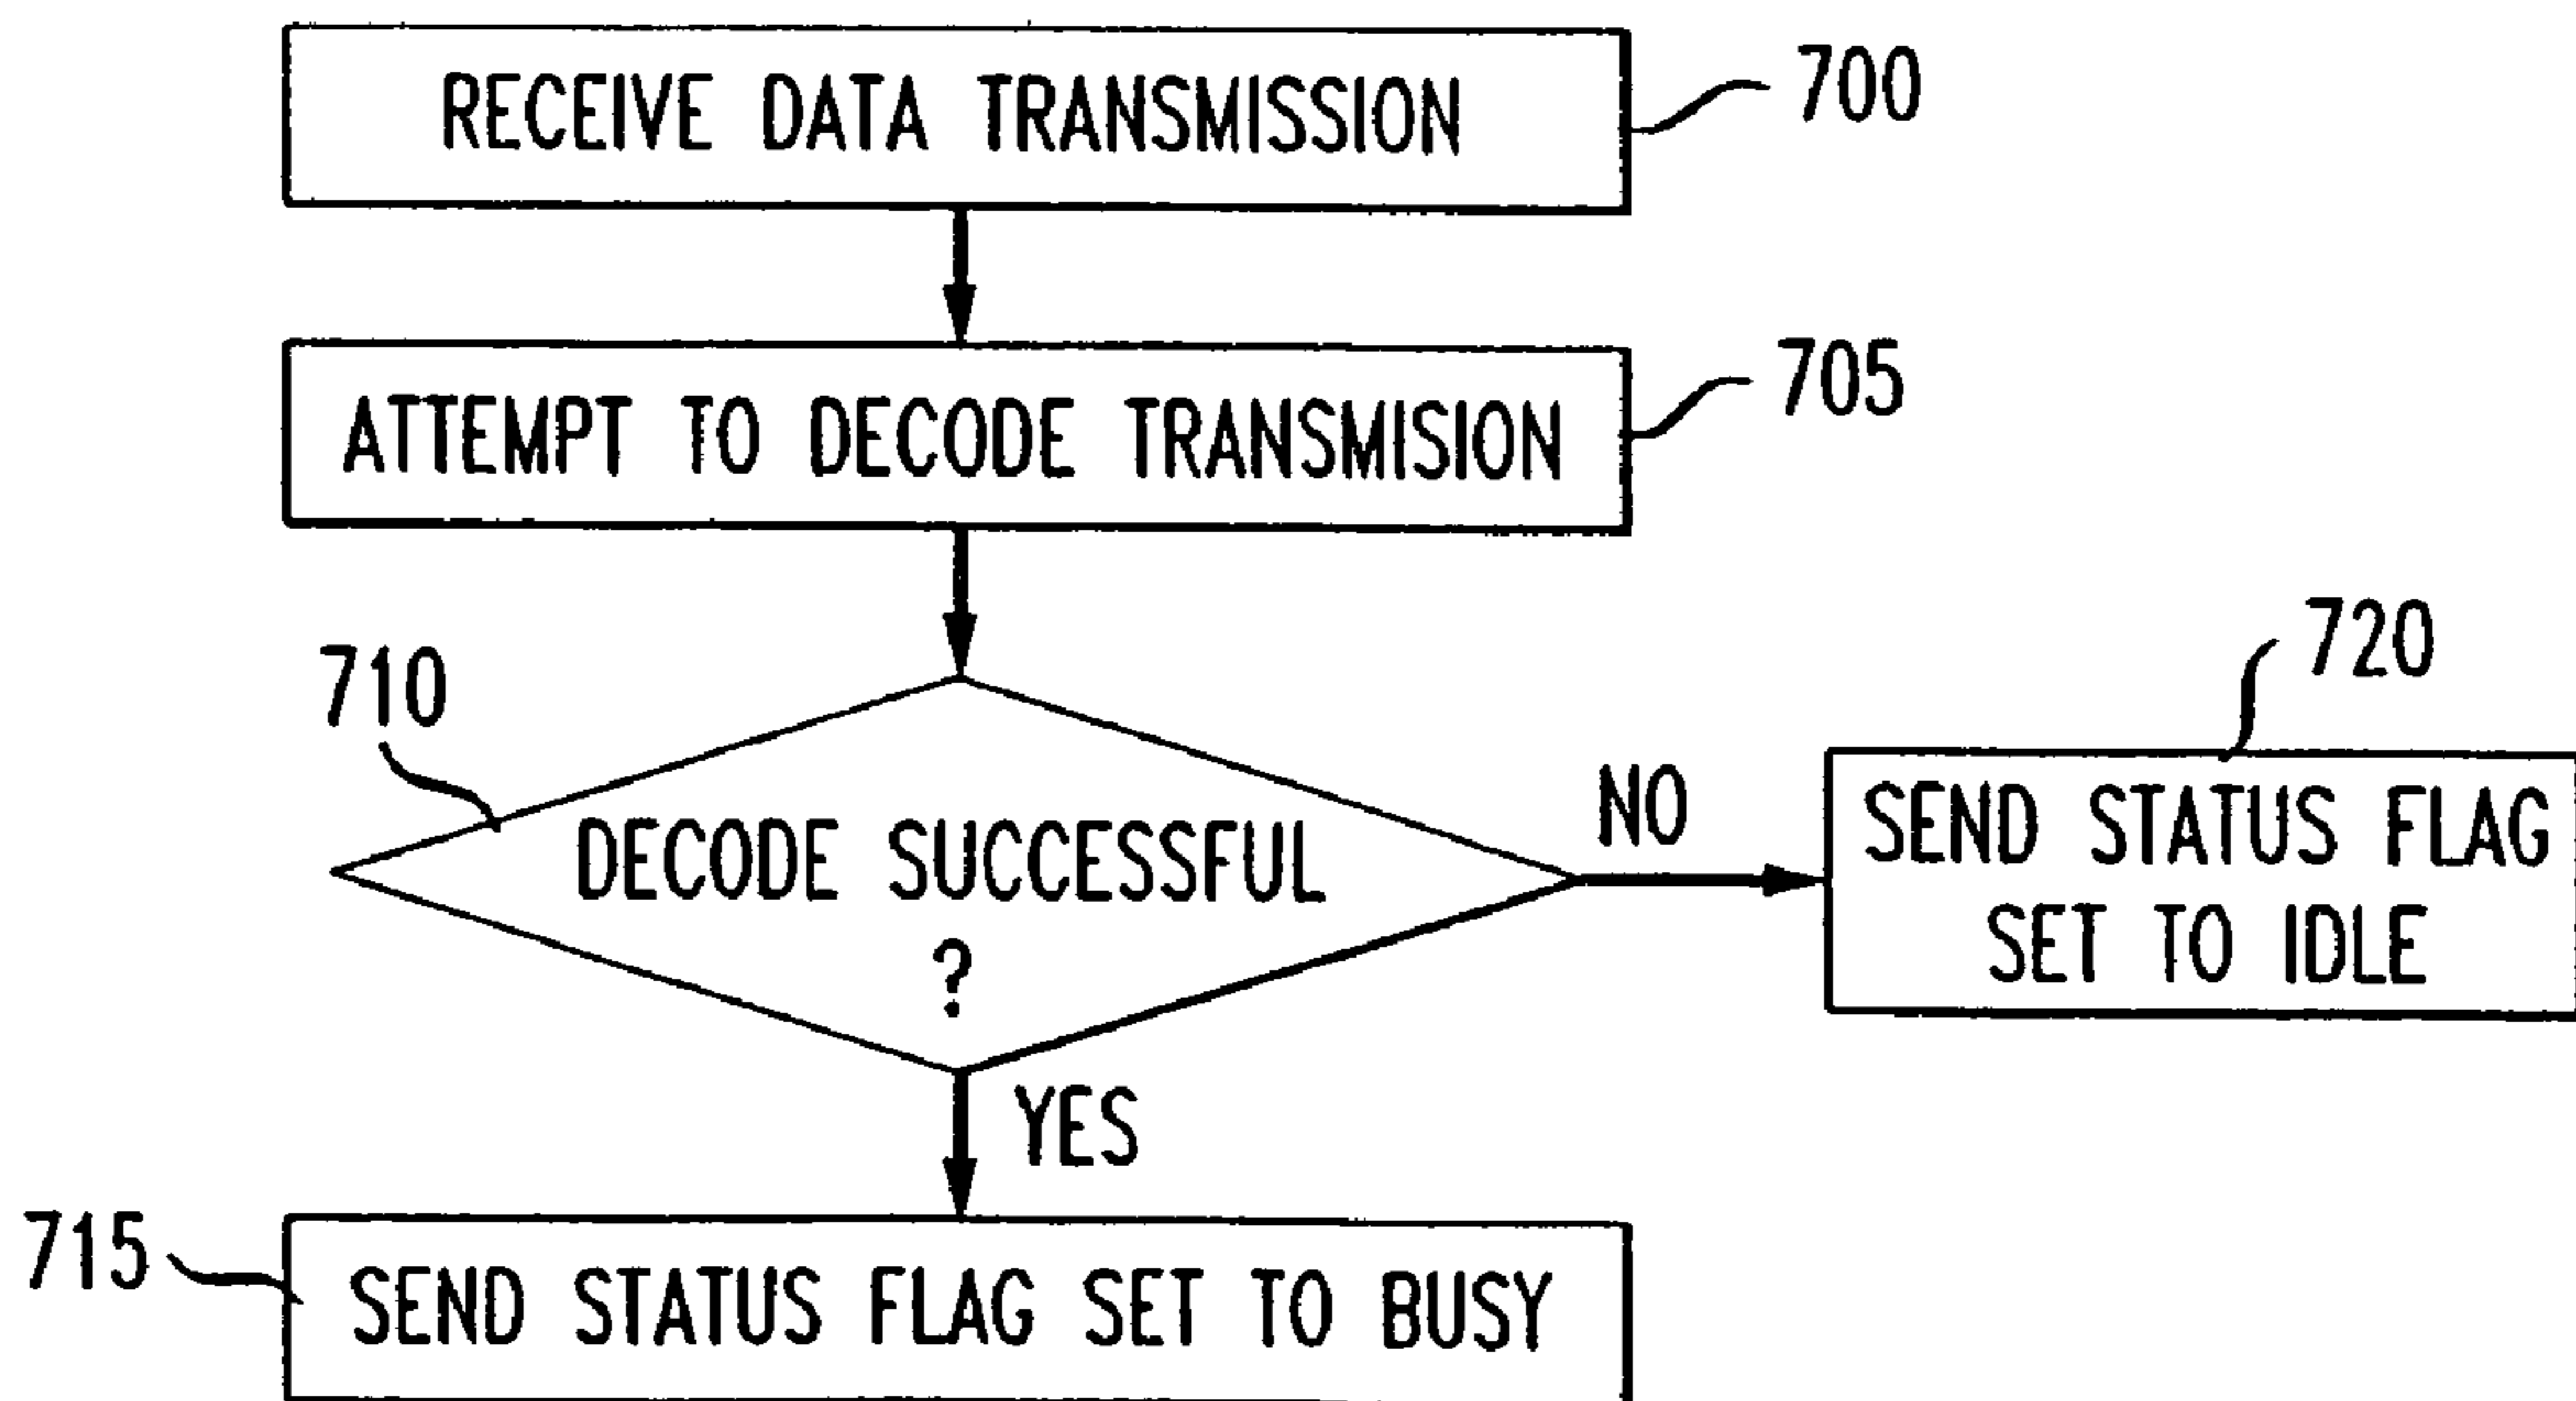 RECEIVE DATA TRANSMISSION
700
ATTEMPT TO DECODE TRANSMISION
705
710
DECODE SUCCESSFUL
?
NO
720
SEND STATUS FLAG
SET TO IDLE
YES
715
SEND STATUS FLAG SET TO BUSY